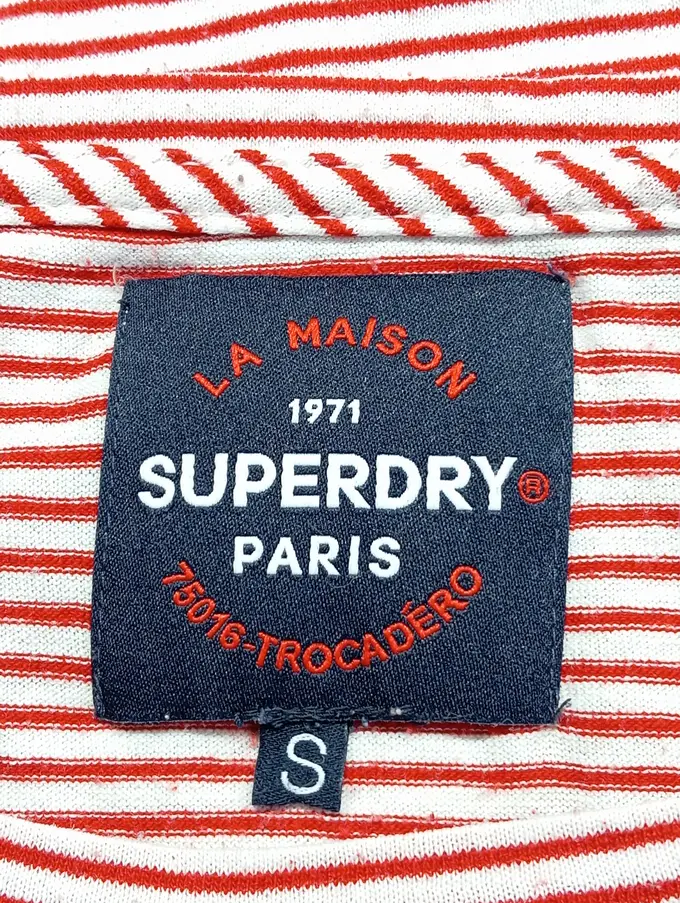 LA MAISON
1971
SUPERDRY®
PARIS
75016-TROCADÉRO
S